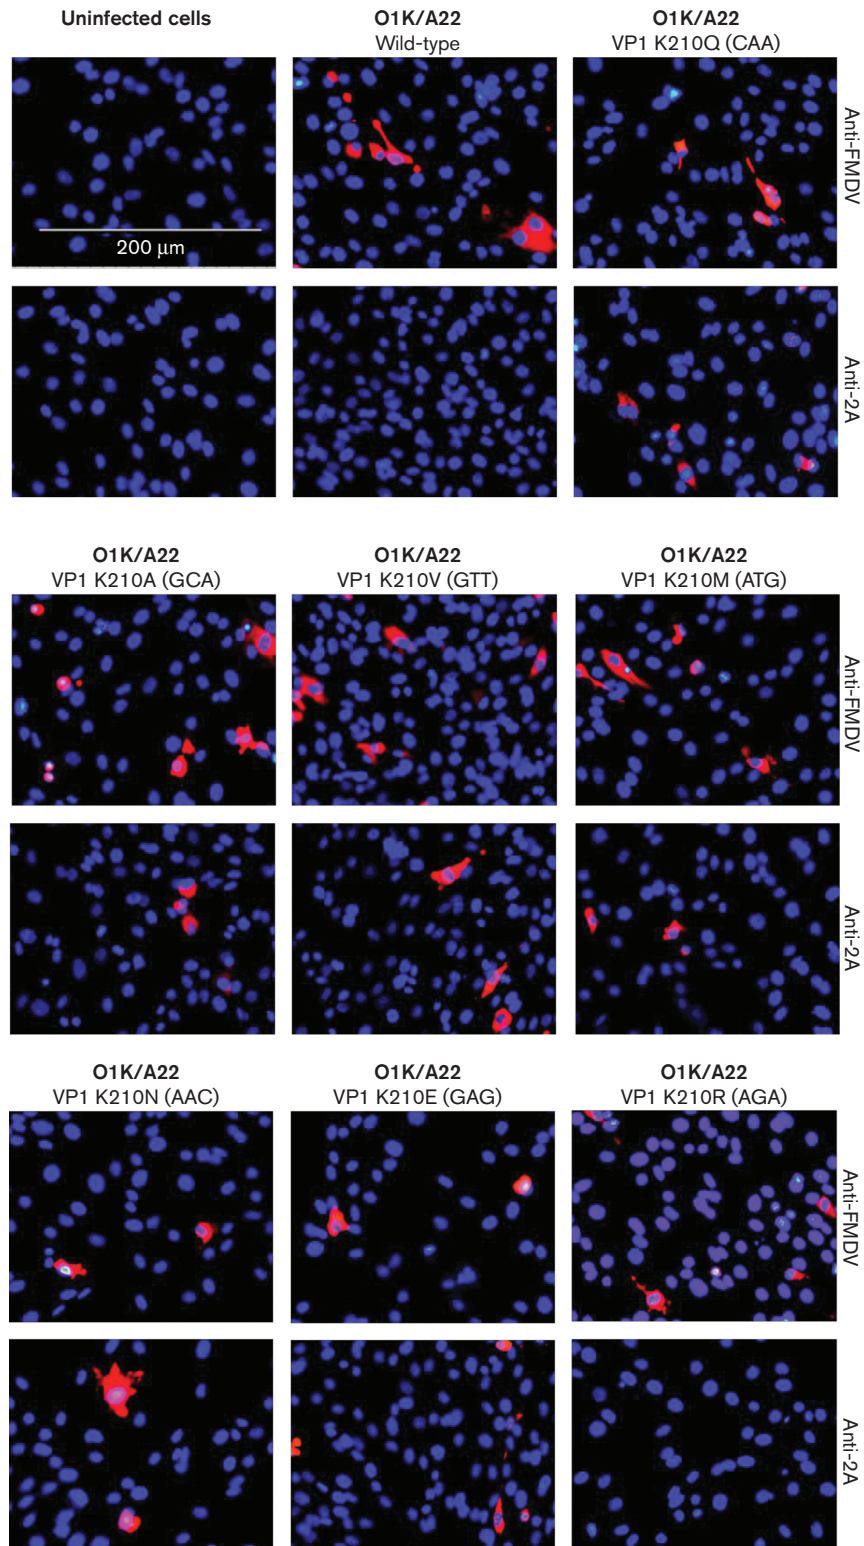 Uninfected cells
O1K/A22
Wild-type
O1K/A22
VP1 K210Q (CAA)
Anti-FMDV
200 µm
Anti-2A
O1K/A22
VP1 K210A (GCA)
O1K/A22
VP1 K210V (GTT)
O1K/A22
VP1 K210M (ATG)
Anti-FMDV
Anti-2A
O1K/A22
VP1 K210N (AAC)
O1K/A22
VP1 K210E (GAG)
O1K/A22
VP1 K210R (AGA)
Anti-FMDV
Anti-2A